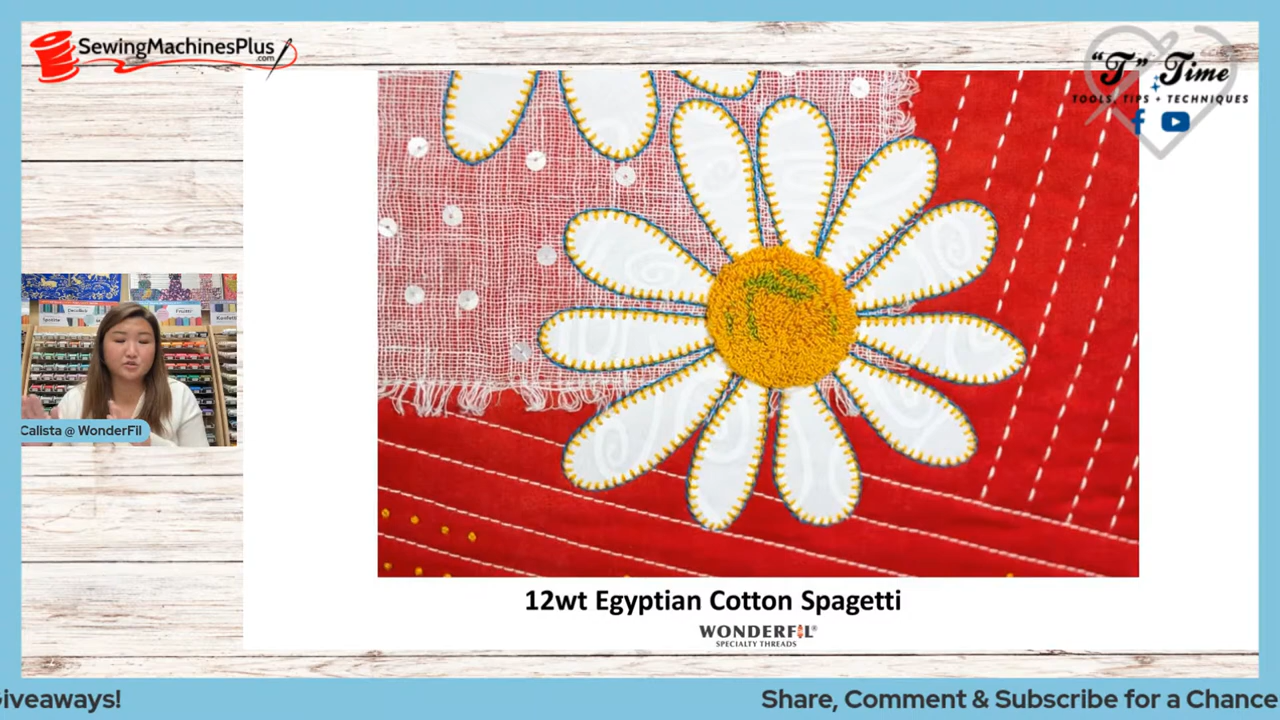 SewingMachinesPlus
.com
"T" Time
TOOLS, TIPS + TECHNIQUES
Calista @ WonderFil
12wt Egyptian Cotton Spagetti
WONDERFIL®
SPECIALTY THREADS
iveaways!
Share, Comment & Subscribe for a Chance